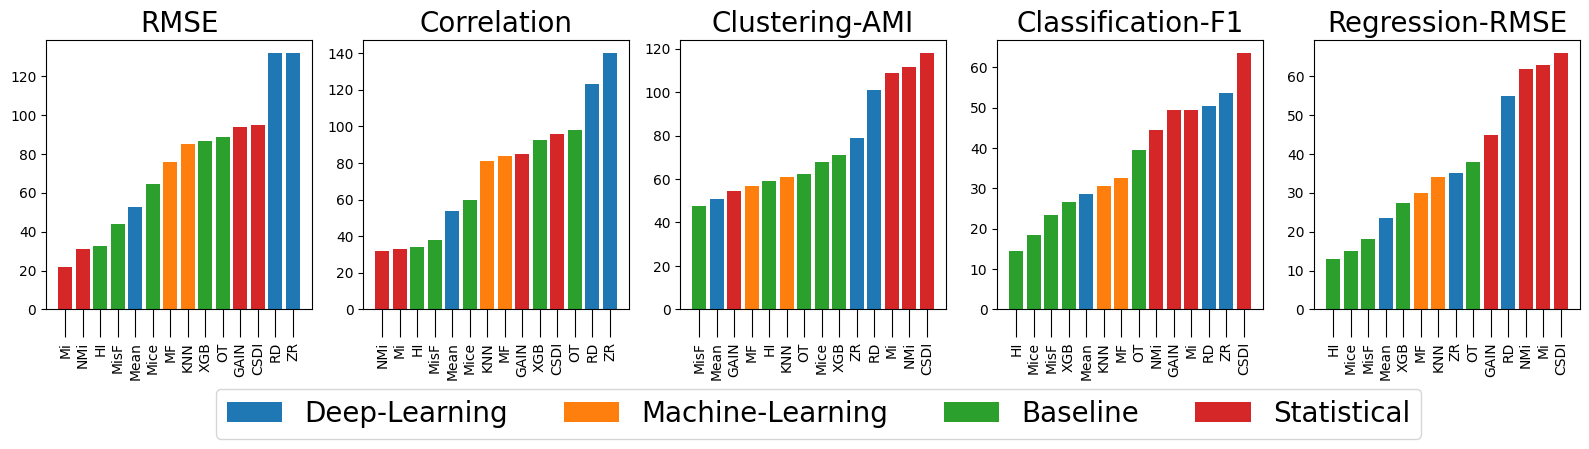 RMSE
Correlation
Clustering-AMI
Classification-F1
Regression-RMSE
120
100
80
60
40
20
0
140
120
100
80
60
40
20
0
120
100
80
60
40
20
0
60
50
40
30
20
10
0
60
50
40
30
20
10
0
Mi
NMi
HI
MisF
Mean
Mice
MF
KNN
XGB
OT
GAIN
CSDI
RD
ZR
NMi
Mi
HI
MisF
Mean
Mice
KNN
MF
GAIN
XGB
CSDI
OT
RD
ZR
MisF
Mean
GAIN
MF
HI
KNN
OT
Mice
XGB
ZR
RD
Mi
NMi
CSDI
HI
Mice
MisF
XGB
Mean
KNN
MF
OT
NMi
GAIN
Mi
RD
ZR
CSDI
HI
Mice
MisF
Mean
XGB
MF
KNN
ZR
OT
GAIN
RD
NMi
Mi
CSDI
Deep-Learning
Machine-Learning
Baseline
Statistical